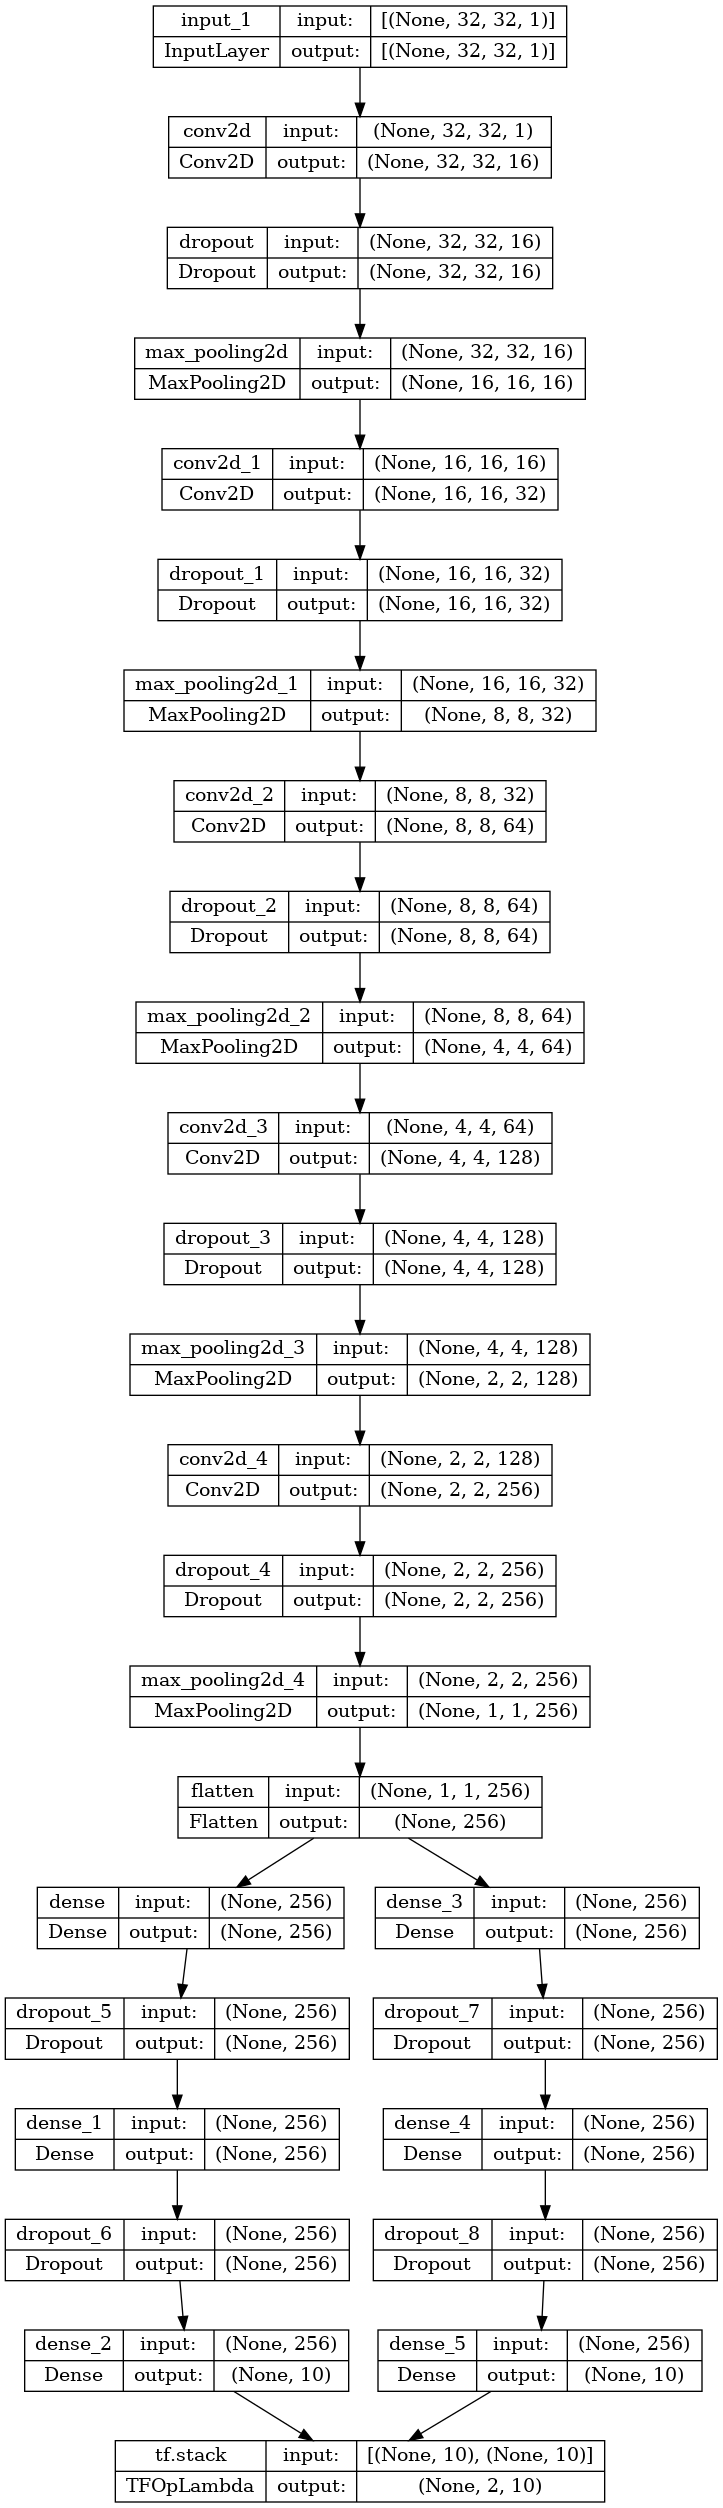 input_1 input: [(None, 32, 32, 1)]
InputLayer output: [(None, 32, 32, 1)]
conv2d input: (None, 32, 32, 1)
Conv2D output: (None, 32, 32, 16)
dropout input: (None, 32, 32, 16)
Dropout output: (None, 32, 32, 16)
max_pooling2d input: (None, 32, 32, 16)
MaxPooling2D output: (None, 16, 16, 16)
conv2d_1 input: (None, 16, 16, 16)
Conv2D output: (None, 16, 16, 32)
dropout_1 input: (None, 16, 16, 32)
Dropout output: (None, 16, 16, 32)
max_pooling2d_1 input: (None, 16, 16, 32)
MaxPooling2D output: (None, 8, 8, 32)
conv2d_2 input: (None, 8, 8, 32)
Conv2D output: (None, 8, 8, 64)
dropout_2 input: (None, 8, 8, 64)
Dropout output: (None, 8, 8, 64)
max_pooling2d_2 input: (None, 8, 8, 64)
MaxPooling2D output: (None, 4, 4, 64)
conv2d_3 input: (None, 4, 4, 64)
Conv2D output: (None, 4, 4, 128)
dropout_3 input: (None, 4, 4, 128)
Dropout output: (None, 4, 4, 128)
max_pooling2d_3 input: (None, 4, 4, 128)
MaxPooling2D output: (None, 2, 2, 128)
conv2d_4 input: (None, 2, 2, 128)
Conv2D output: (None, 2, 2, 256)
dropout_4 input: (None, 2, 2, 256)
Dropout output: (None, 2, 2, 256)
max_pooling2d_4 input: (None, 2, 2, 256)
MaxPooling2D output: (None, 1, 1, 256)
flatten input: (None, 1, 1, 256)
Flatten output: (None, 256)
dense input: (None, 256)
Dense output: (None, 256)
dense_3 input: (None, 256)
Dense output: (None, 256)
dropout_5 input: (None, 256)
Dropout output: (None, 256)
dropout_7 input: (None, 256)
Dropout output: (None, 256)
dense_1 input: (None, 256)
Dense output: (None, 256)
dense_4 input: (None, 256)
Dense output: (None, 256)
dropout_6 input: (None, 256)
Dropout output: (None, 256)
dropout_8 input: (None, 256)
Dropout output: (None, 256)
dense_2 input: (None, 256)
Dense output: (None, 10)
dense_5 input: (None, 256)
Dense output: (None, 10)
tf.stack input: [(None, 10), (None, 10)]
TFOpLambda output: (None, 2, 10)